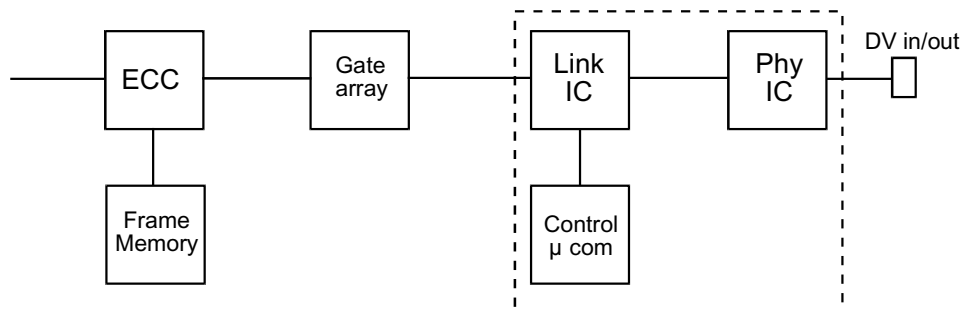 ECC
Gate
array
Link
IC
Phy
IC
DV in/out
Frame
Memory
Control
µ com